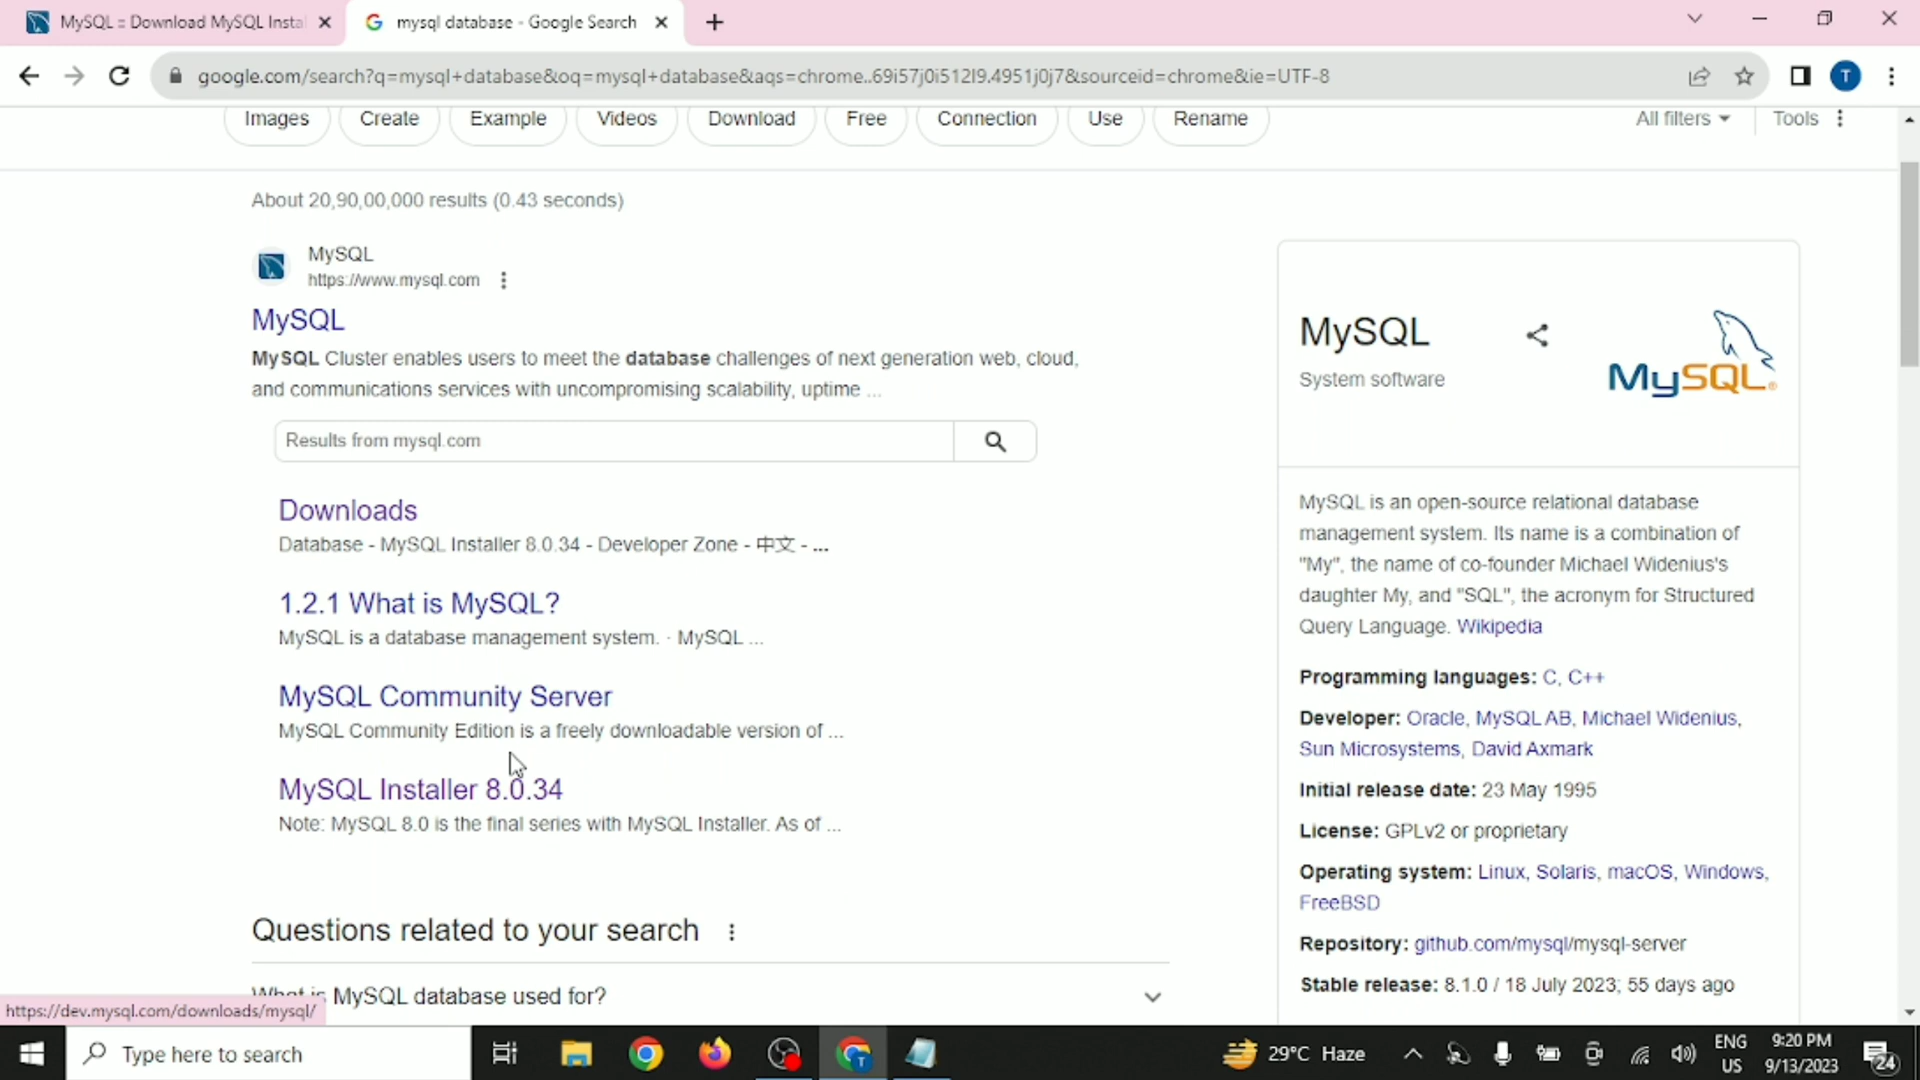 MySQL :: Download MySQL Insta
mysql database - Google Search
google.com/search?q=mysql+database&oq=mysql+database&aqs=chrome..69i57j0i512l9.4951j0j7&sourceid=chrome&ie=UTF-8
T
Images
Create
Example
Videos
Download
Free
Connection
Use
Rename
All filters
Tools
About 20,90,00,000 results (0.43 seconds)
MySQL
https://www.mysql.com
MySQL
MySQL Cluster enables users to meet the database challenges of next generation web, cloud,
and communications services with uncompromising scalability, uptime ...
Results from mysql.com
Downloads
Database - MySQL Installer 8.0.34 - Developer Zone - 中文 - ...
1.2.1 What is MySQL?
MySQL is a database management system. · MySQL ...
MySQL Community Server
MySQL Community Edition is a freely downloadable version of ...
MySQL Installer 8.0.34
Note: MySQL 8.0 is the final series with MySQL Installer. As of ...
Questions related to your search
What is MySQL database used for?
MySQL
System software
MySQL
MySQL is an open-source relational database
management system. Its name is a combination of
"My", the name of co-founder Michael Widenius's
daughter My, and "SQL", the acronym for Structured
Query Language. Wikipedia
Programming languages: C, C++
Developer: Oracle, MySQL AB, Michael Widenius,
Sun Microsystems, David Axmark
Initial release date: 23 May 1995
License: GPLv2 or proprietary
Operating system: Linux, Solaris, macOS, Windows,
FreeBSD
Repository: github.com/mysql/mysql-server
Stable release: 8.1.0 / 18 July 2023; 55 days ago
https://dev.mysql.com/downloads/mysql/
Type here to search
T
29°C Haze
ENG
US
9:20 PM
9/13/2023
24